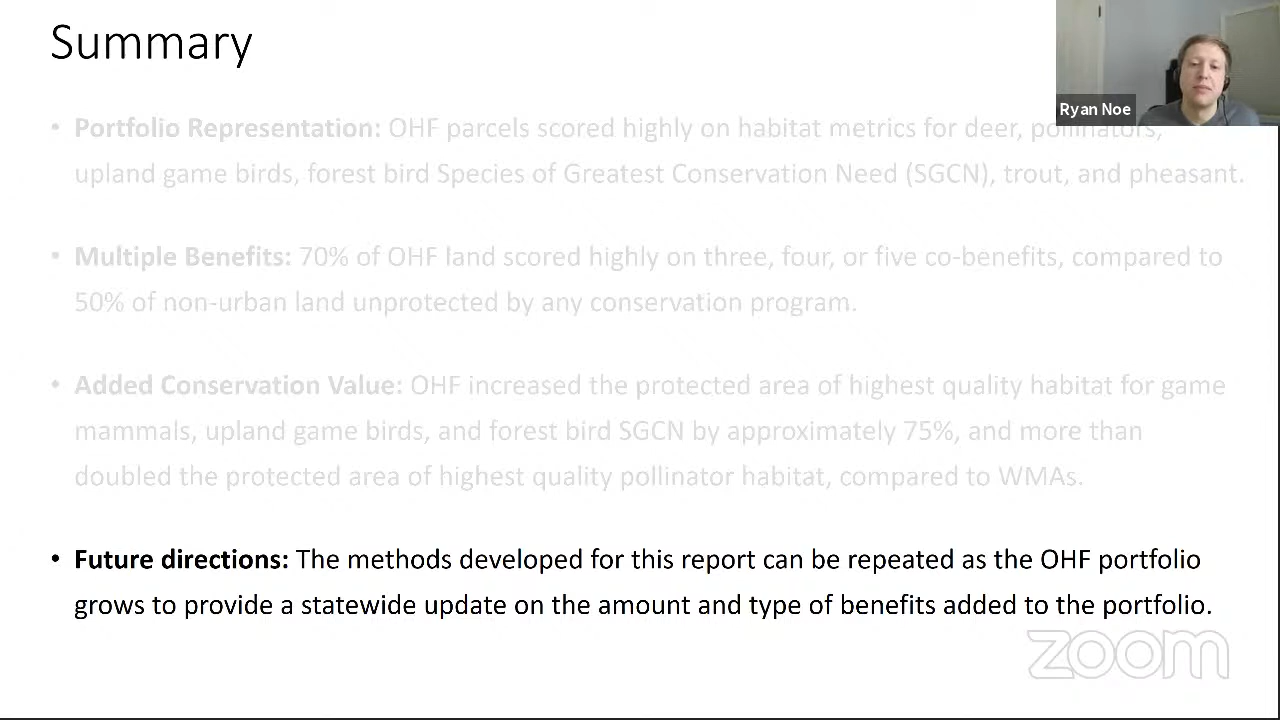 Summary
Ryan Noe
• Portfolio Representation: OHF parcels scored highly on habitat metrics for deer, pollinators,
upland game birds, forest bird Species of Greatest Conservation Need (SGCN), trout, and pheasant.
• Multiple Benefits: 70% of OHF land scored highly on three, four, or five co-benefits, compared to
50% of non-urban land unprotected by any conservation program.
• Added Conservation Value: OHF increased the protected area of highest quality habitat for game
mammals, upland game birds, and forest bird SGCN by approximately 75%, and more than
doubled the protected area of highest quality pollinator habitat, compared to WMAs.
• Future directions: The methods developed for this report can be repeated as the OHF portfolio
grows to provide a statewide update on the amount and type of benefits added to the portfolio.
zoom